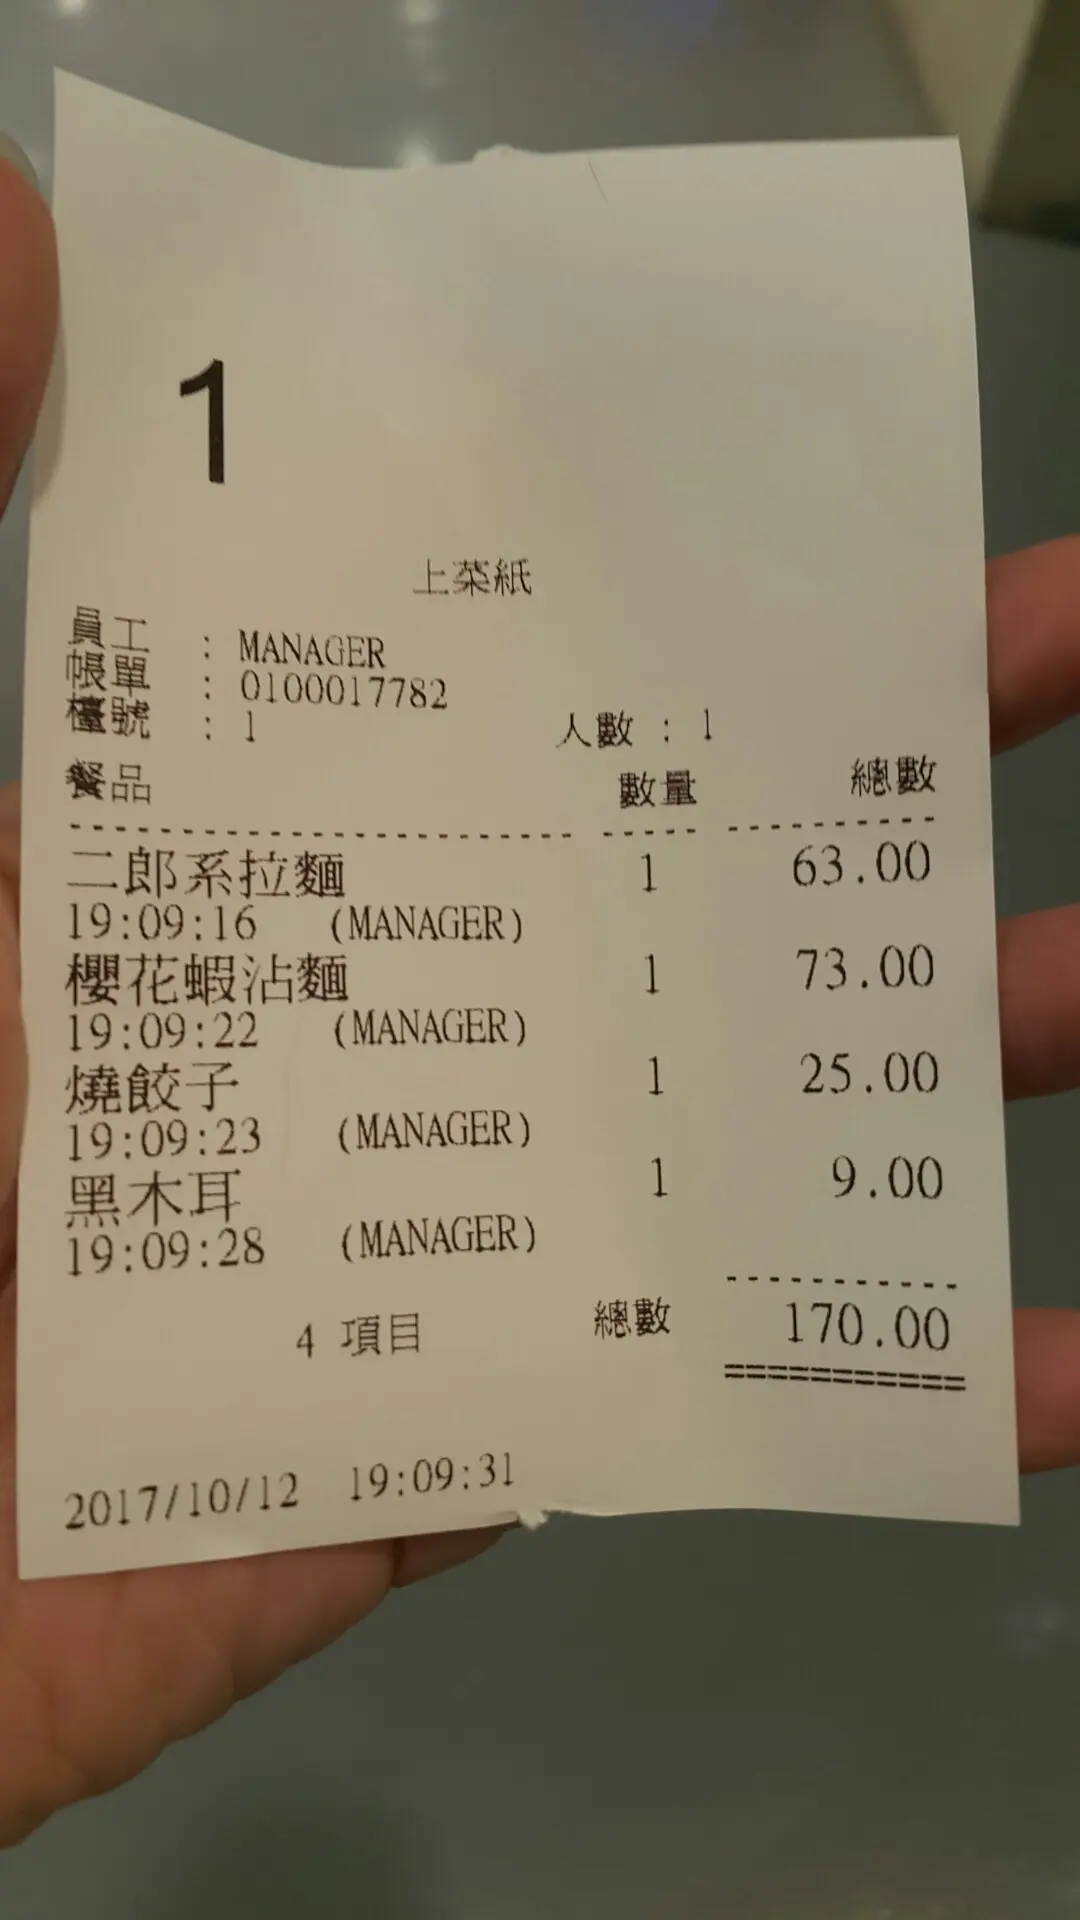 1
上菜紙
員工 : MANAGER
帳單 : 0100017782
檯號 : 1 人數 : 1
餐品 數量 總數
二郎系拉麵 1 63.00
19:09:16 (MANAGER)
櫻花蝦沾麵 1 73.00
19:09:22 (MANAGER)
燒餃子 1 25.00
19:09:23 (MANAGER)
黑木耳 1 9.00
19:09:28 (MANAGER)
4 項目 總數 170.00
2017/10/12 19:09:31